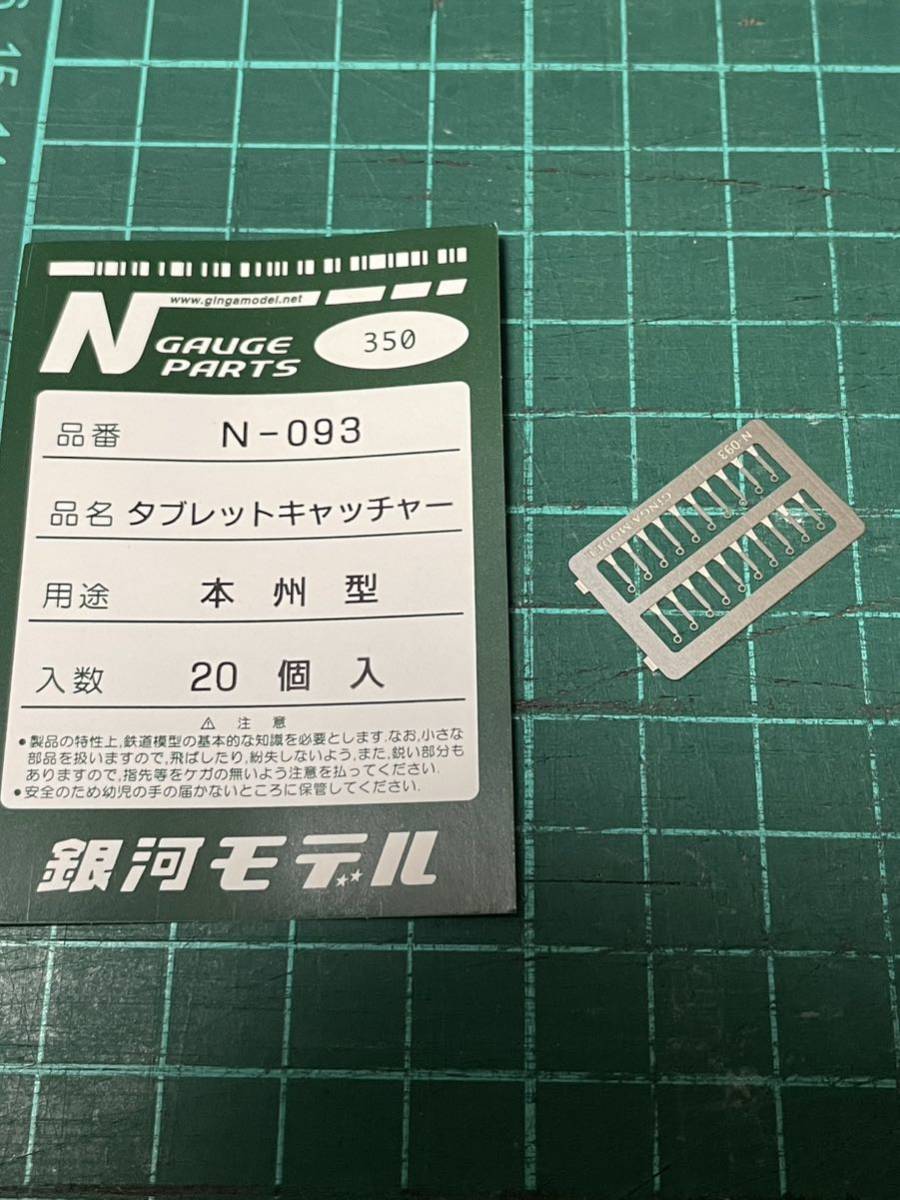 www.gingamodel.net
N GAUGE PARTS 350
品番 N-093
品名 タブレットキャッチャー
用途 本州型
入数 20個入
⚠ 注意
●製品の特性上,鉄道模型の基本的な知識を必要とします.なお,小さな
部品を扱いますので,飛ばしたり,紛失しないよう,また,鋭い部分も
ありますので,指先等をケガの無いよう注意を払ってください.
●安全のため幼児の手の届かないところに保管してください.
銀河モデル
N-093
GINGA MODEL
15